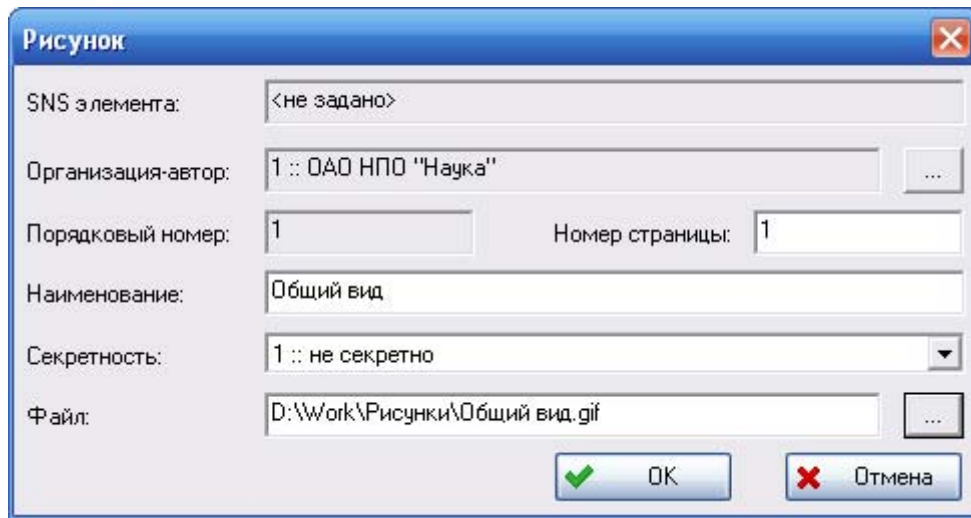 Рисунок
SNS элемента: <не задано>
Организация-автор: 1 :: ОАО НПО "Наука" ...
Порядковый номер: 1 Номер страницы: 1
Наименование: Общий вид
Секретность: 1 :: не секретно
Файл: D:\Work\Рисунки\Общий вид.gif ...
OK Отмена